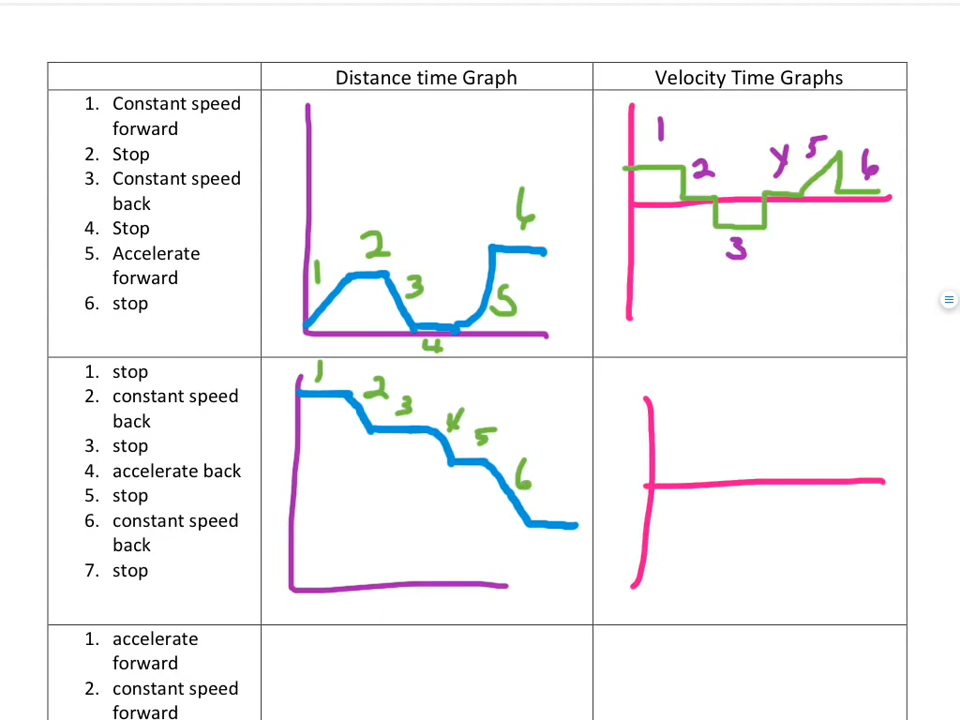 Distance time Graph
Velocity Time Graphs
1. Constant speed
forward
2. Stop
3. Constant speed
back
4. Stop
5. Accelerate
forward
6. stop
1
2
3
4
5
6
1
2
3
4
5
6
1. stop
2. constant speed
back
3. stop
4. accelerate back
5. stop
6. constant speed
back
7. stop
1
2
3
4
5
6
1. accelerate
forward
2. constant speed
forward